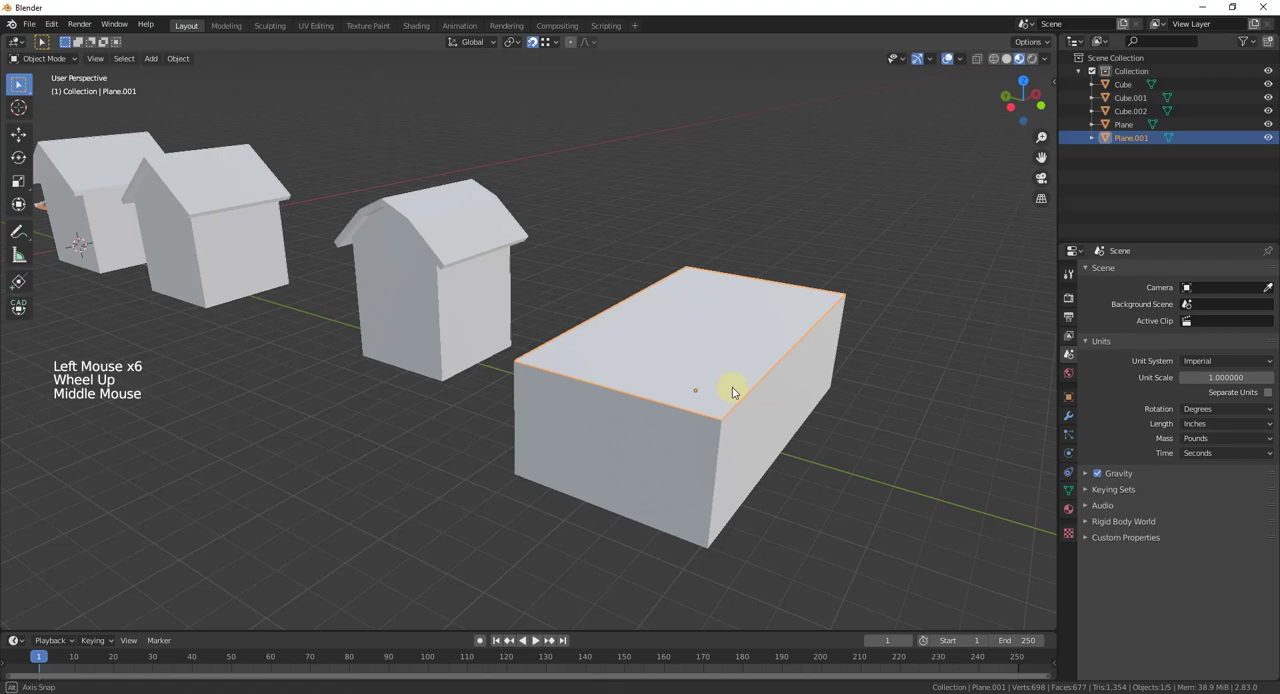 Blender
File Edit Render Window Help Layout Modeling Sculpting UV Editing Texture Paint Shading Animation Rendering Compositing Scripting + Scene View Layer
Global Options
Object Mode View Select Add Object
User Perspective
(1) Collection | Plane.001
CAD
Left Mouse x6
Wheel Up
Middle Mouse
Z
Y
X
Scene Collection
Collection
Cube
Cube.001
Cube.002
Plane
Plane.001
Scene
Scene
Camera
Background Scene
Active Clip
Units
Unit System Imperial
Unit Scale 1.000000
Separate Units
Rotation Degrees
Length Inches
Mass Pounds
Time Seconds
Gravity
Keying Sets
Audio
Rigid Body World
Custom Properties
Playback Keying View Marker 1 Start 1 End 250
1 10 20 30 40 50 60 70 80 90 100 110 120 130 140 150 160 170 180 190 200 210 220 230 240 250
Alt Axis Snap Collection | Plane.001 | Verts:698 | Faces:677 | Tris:1,354 | Objects:1/5 | Mem: 38.9 MiB | 2.83.0